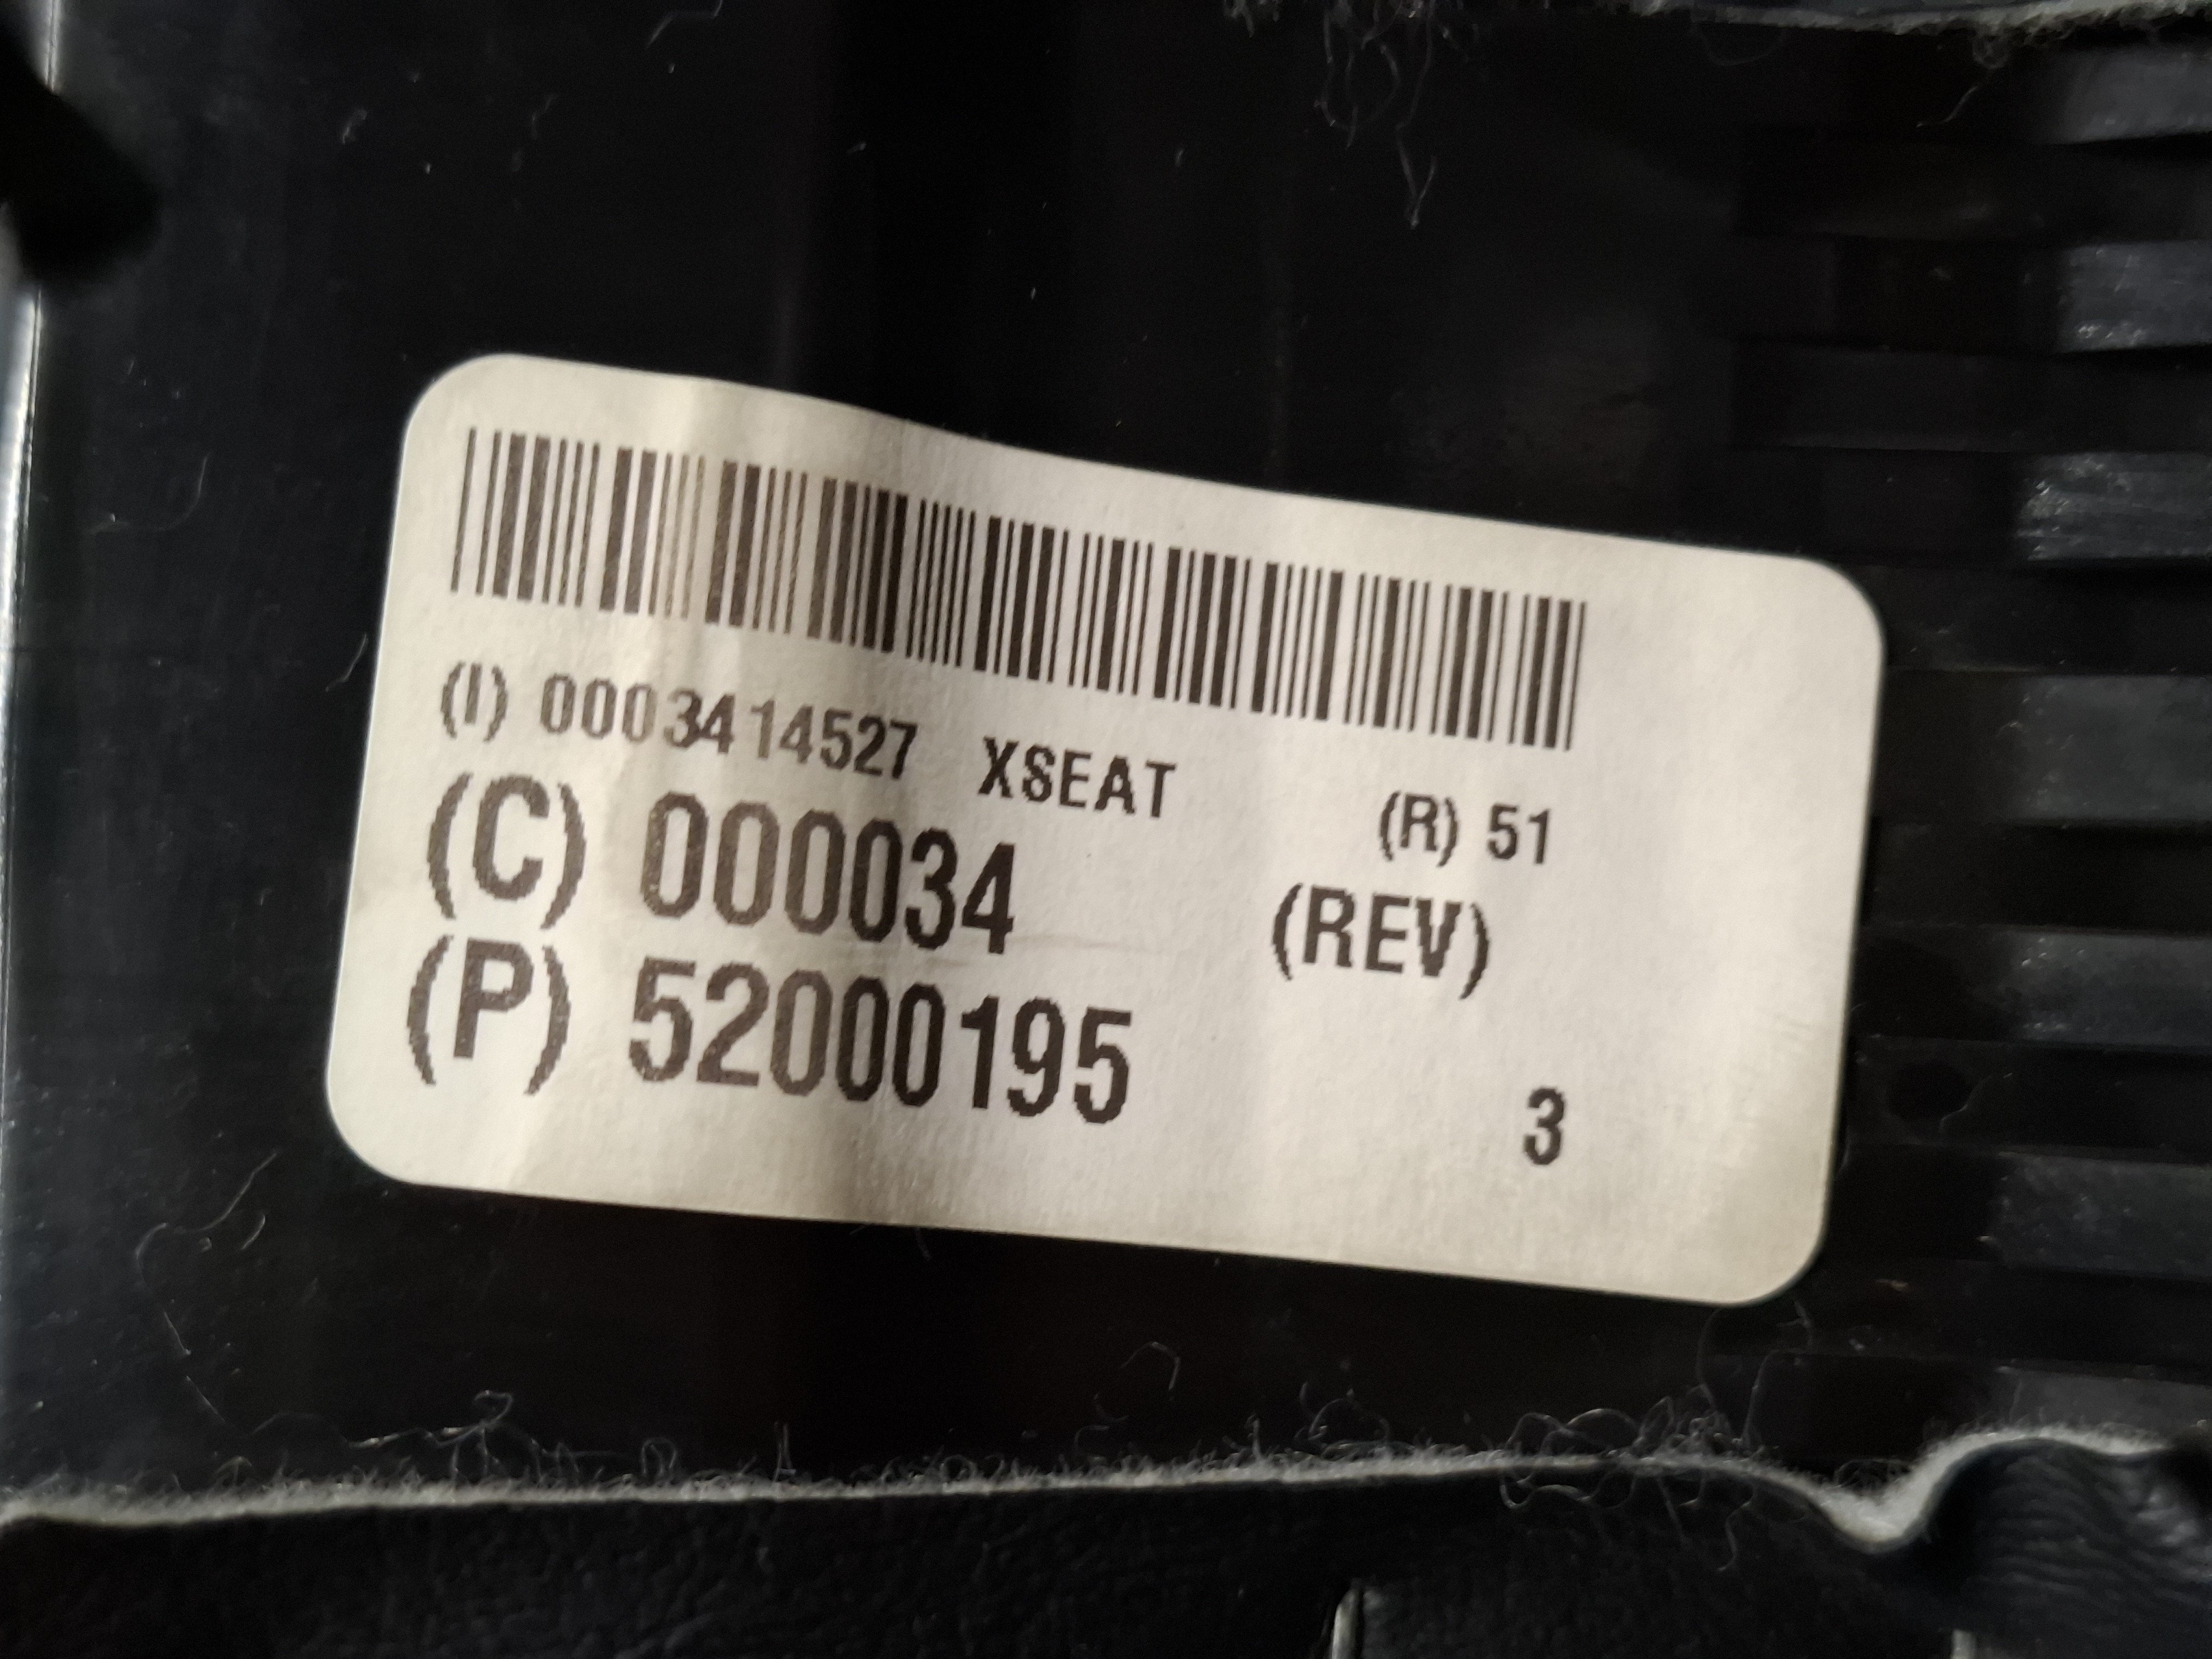 (I) 0003414527 XSEAT (R) 51
(C) 000034 (REV)
(P) 52000195 3